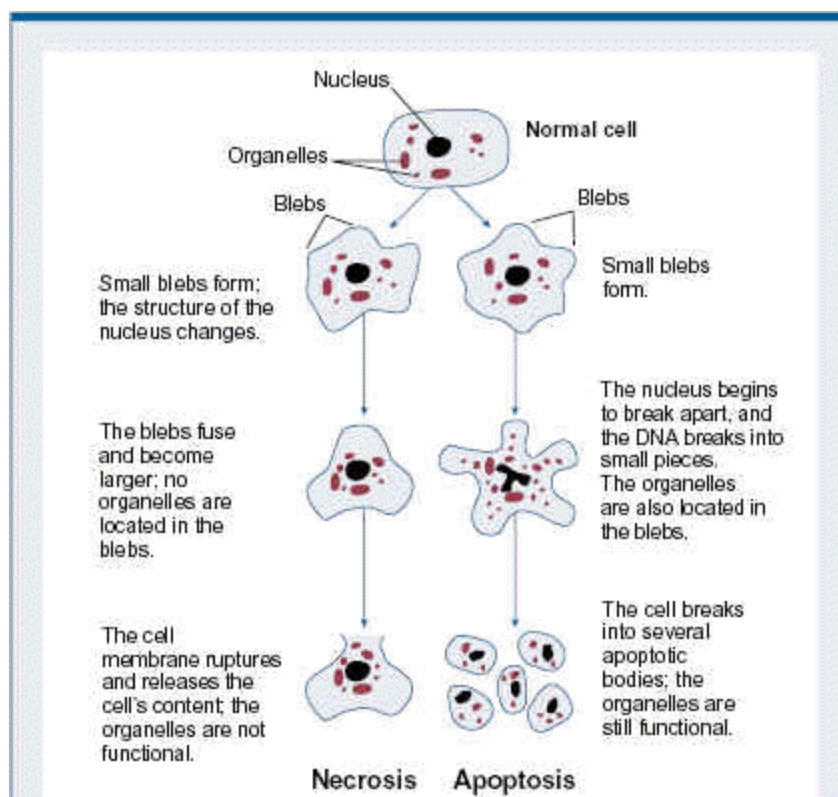 Nucleus
Normal cell
Organelles
Blebs
Blebs
Small blebs form;
the structure of the
nucleus changes.
Small blebs
form.
The blebs fuse
and become
larger; no
organelles are
located in the
blebs.
The nucleus begins
to break apart, and
the DNA breaks into
small pieces.
The organelles
are also located in
the blebs.
The cell
membrane ruptures
and releases the
cell's content; the
organelles are not
functional.
The cell breaks
into several
apoptotic
bodies; the
organelles are
still functional.
Necrosis
Apoptosis